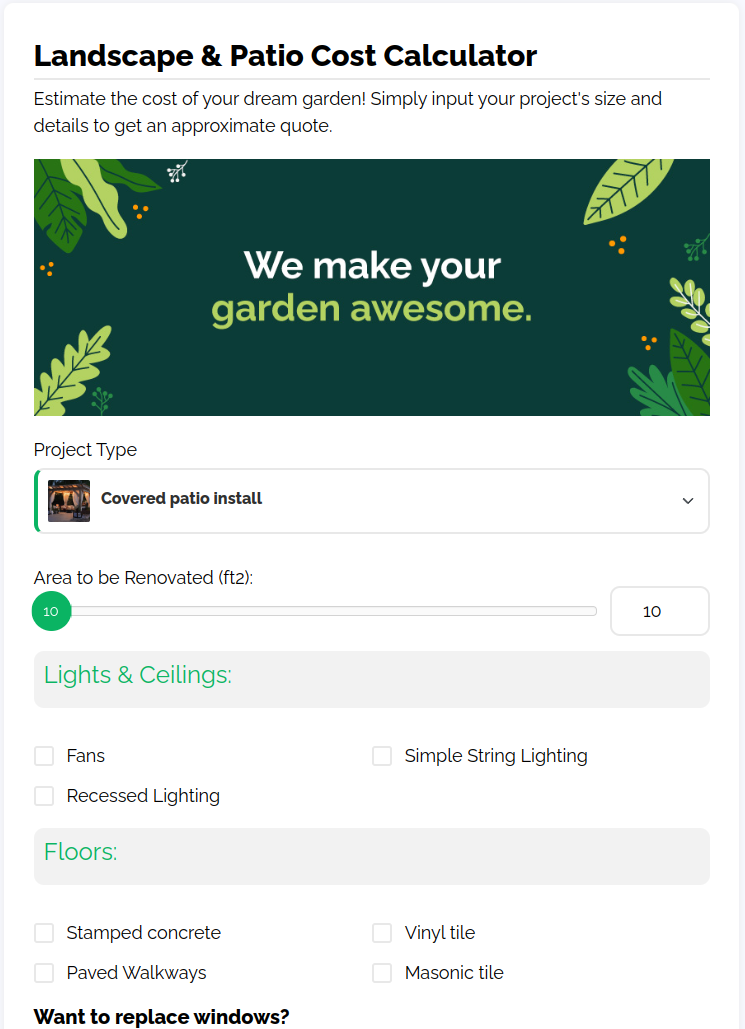 Landscape & Patio Cost Calculator
Estimate the cost of your dream garden! Simply input your project's size and
details to get an approximate quote.
We make your
garden awesome.
Project Type
Covered patio install
Area to be Renovated (ft2):
10 10
Lights & Ceilings:
Fans Simple String Lighting
Recessed Lighting
Floors:
Stamped concrete Vinyl tile
Paved Walkways Masonic tile
Want to replace windows?